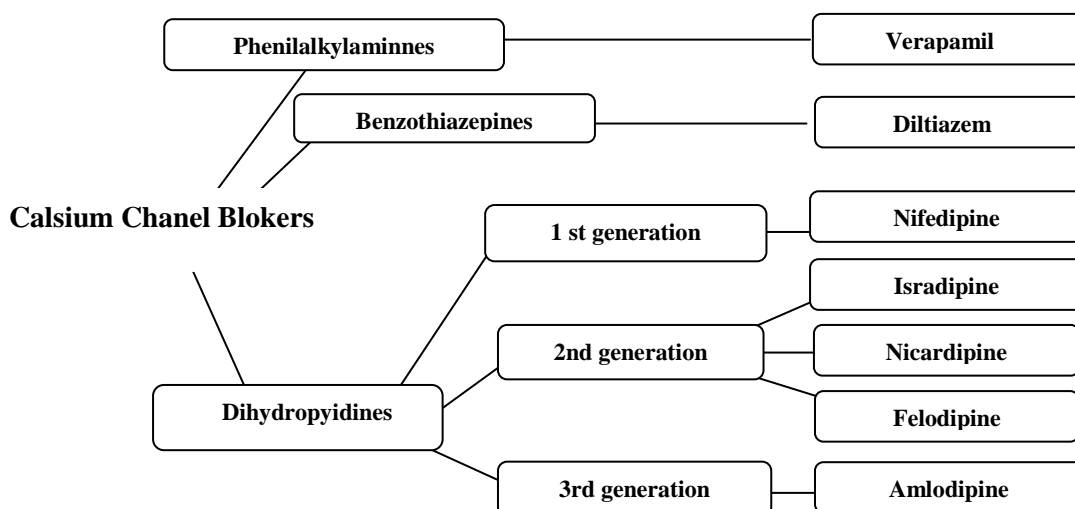 Phenilalkylaminnes
Verapamil
Benzothiazepines
Diltiazem
Calsium Chanel Blokers
1 st generation
Nifedipine
Isradipine
2nd generation
Nicardipine
Dihydropyidines
Felodipine
3rd generation
Amlodipine